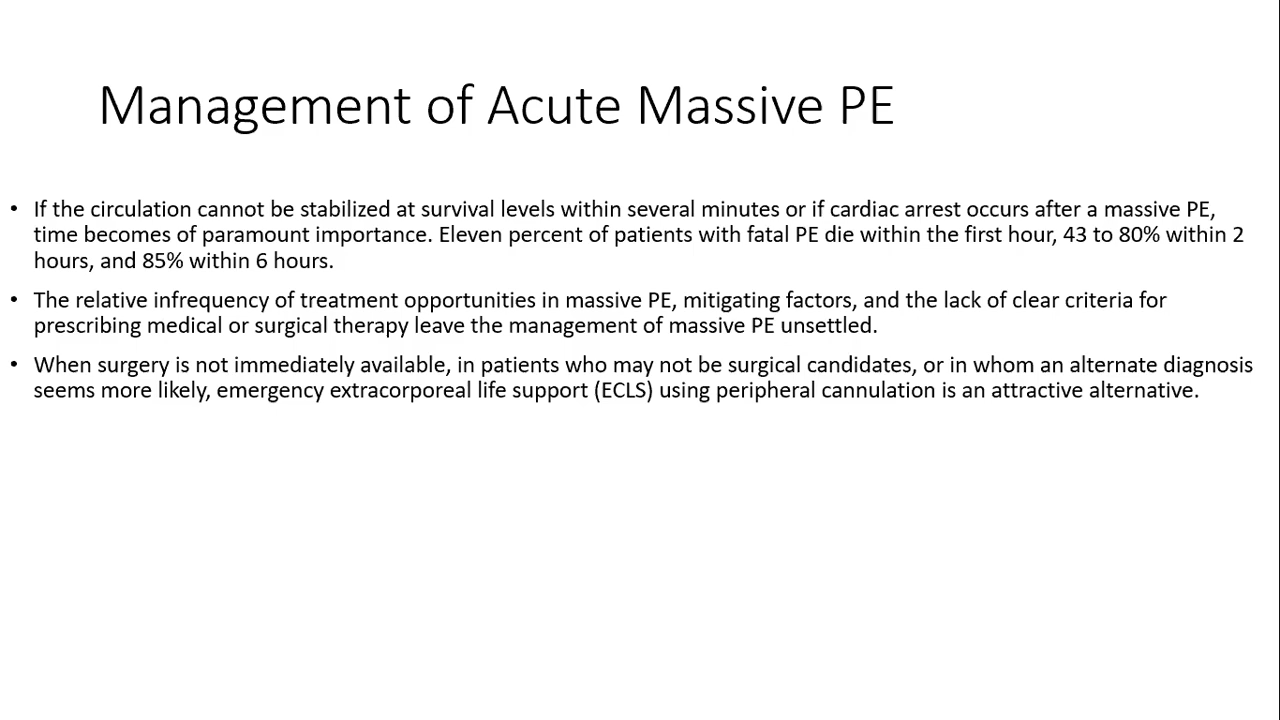 Management of Acute Massive PE
• If the circulation cannot be stabilized at survival levels within several minutes or if cardiac arrest occurs after a massive PE,
time becomes of paramount importance. Eleven percent of patients with fatal PE die within the first hour, 43 to 80% within 2
hours, and 85% within 6 hours.
• The relative infrequency of treatment opportunities in massive PE, mitigating factors, and the lack of clear criteria for
prescribing medical or surgical therapy leave the management of massive PE unsettled.
• When surgery is not immediately available, in patients who may not be surgical candidates, or in whom an alternate diagnosis
seems more likely, emergency extracorporeal life support (ECLS) using peripheral cannulation is an attractive alternative.